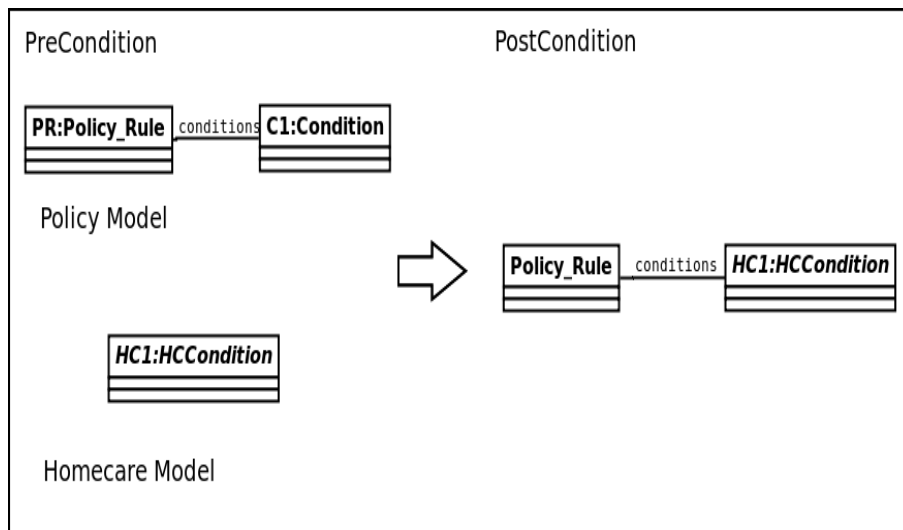 PreCondition
PostCondition
PR:Policy_Rule
conditions
C1:Condition
Policy Model
Policy_Rule
conditions
HC1:HCCondition
HC1:HCCondition
Homecare Model